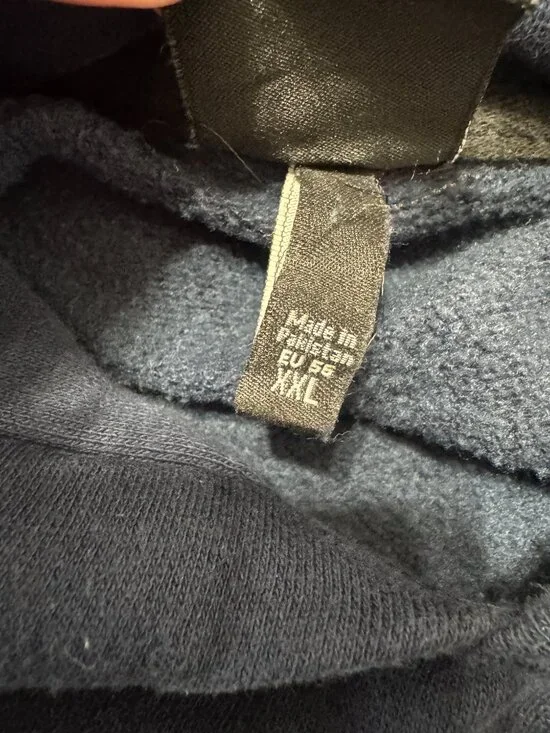 Made in
Pakistan
EU 56
XXL